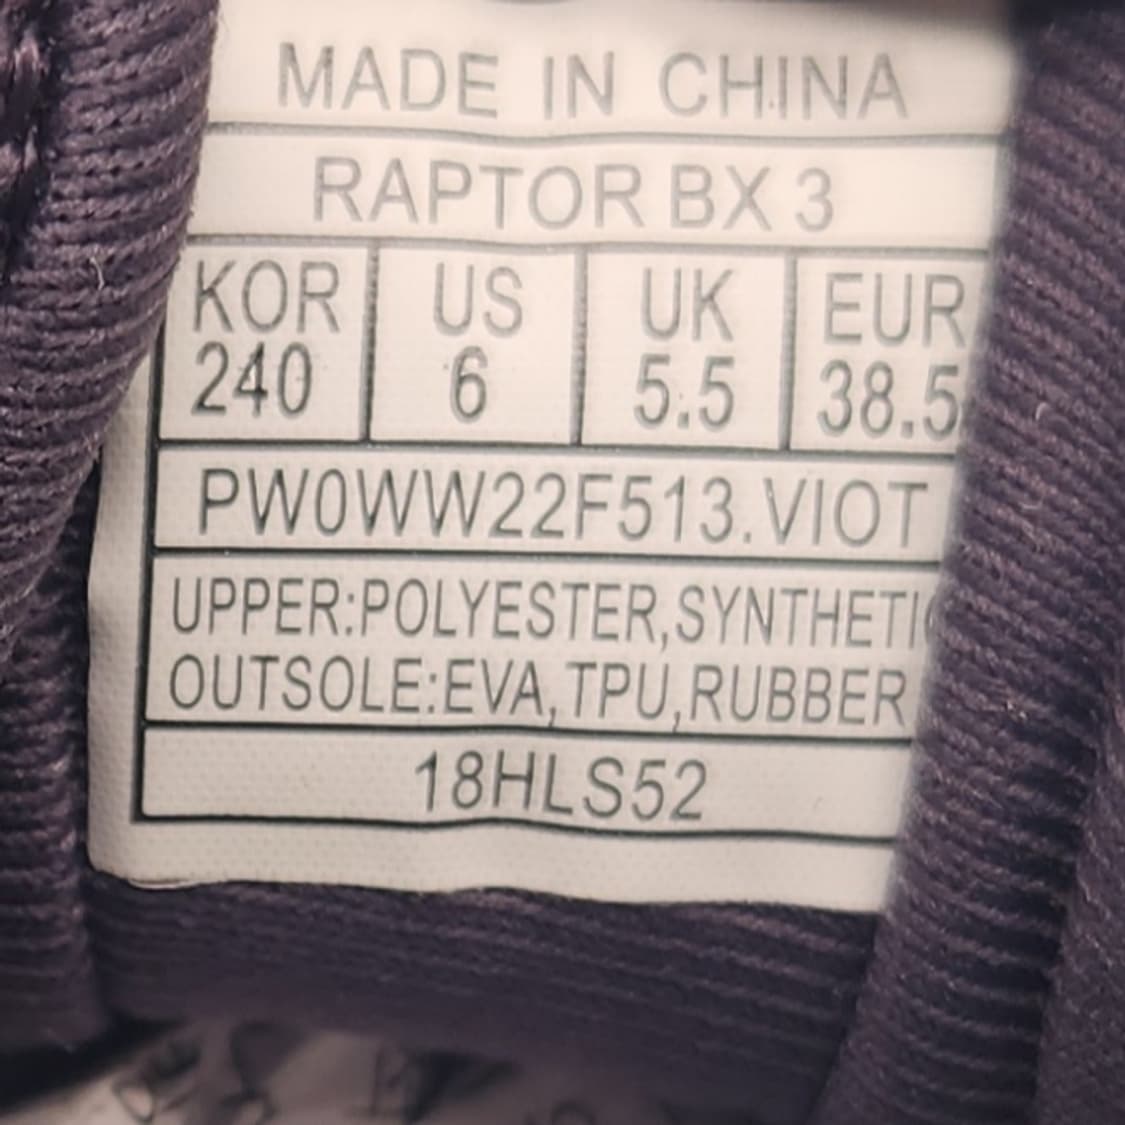 MADE IN CHINA
RAPTOR BX 3
KOR US UK EUR
240 6 5.5 38.5
PW0WW22F513.VIOT
UPPER:POLYESTER,SYNTHETIC
OUTSOLE:EVA,TPU,RUBBER
18HLS52